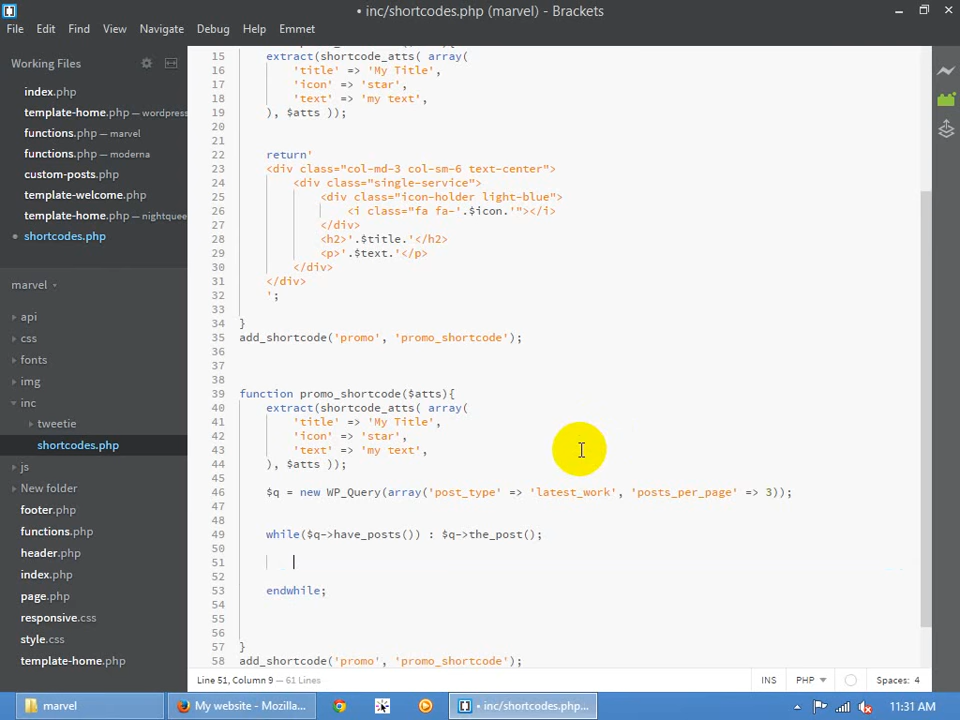 • inc/shortcodes.php (marvel) - Brackets
File Edit Find View Navigate Debug Help Emmet
Working Files
index.php
template-home.php — wordpress
functions.php — marvel
functions.php — moderna
custom-posts.php
template-welcome.php
template-home.php — nightquee
shortcodes.php
marvel
api
css
fonts
img
inc
tweetie
shortcodes.php
js
New folder
footer.php
functions.php
header.php
index.php
page.php
responsive.css
style.css
template-home.php
15 extract(shortcode_atts( array(
16 'title' => 'My Title',
17 'icon' => 'star',
18 'text' => 'my text',
19 ), $atts ));
20
21
22 return'
23 <div class="col-md-3 col-sm-6 text-center">
24 <div class="single-service">
25 <div class="icon-holder light-blue">
26 <i class="fa fa-'.$icon.'"></i>
27 </div>
28 <h2>'.$title.'</h2>
29 <p>'.$text.'</p>
30 </div>
31 </div>
32 ';
33
34 }
35 add_shortcode('promo', 'promo_shortcode');
36
37
38
39 function promo_shortcode($atts){
40 extract(shortcode_atts( array(
41 'title' => 'My Title',
42 'icon' => 'star',
43 'text' => 'my text',
44 ), $atts ));
45
46 $q = new WP_Query(array('post_type' => 'latest_work', 'posts_per_page' => 3));
47
48
49 while($q->have_posts()) : $q->the_post();
50
51
52
53 endwhile;
54
55
56
57 }
58 add_shortcode('promo', 'promo_shortcode');
Line 51, Column 9 — 61 Lines
INS PHP Spaces: 4
marvel
My website - Mozilla...
• inc/shortcodes.php...
11:31 AM